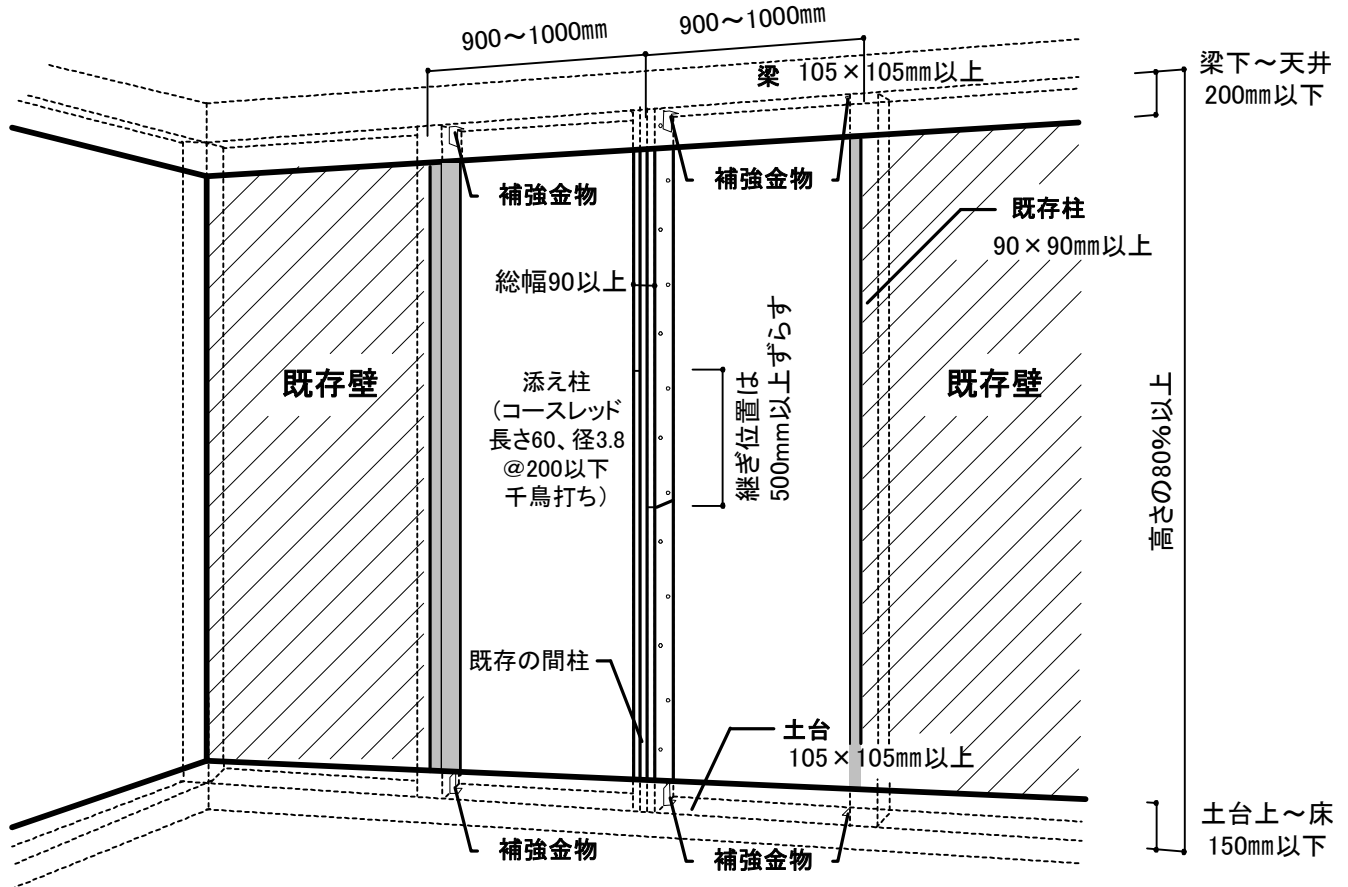 900～1000㎜
900～1000㎜
梁 105×105㎜以上
梁下～天井
200㎜以下
補強金物
補強金物
既存柱
90×90㎜以上
総幅90以上
既存壁
添え柱
（コースレッド
長さ60、径3.8
@200以下
千鳥打ち）
継ぎ位置は
500mm以上ずらす
既存壁
高さの80%以上
既存の間柱
土台
105×105㎜以上
補強金物
補強金物
土台上～床
150㎜以下